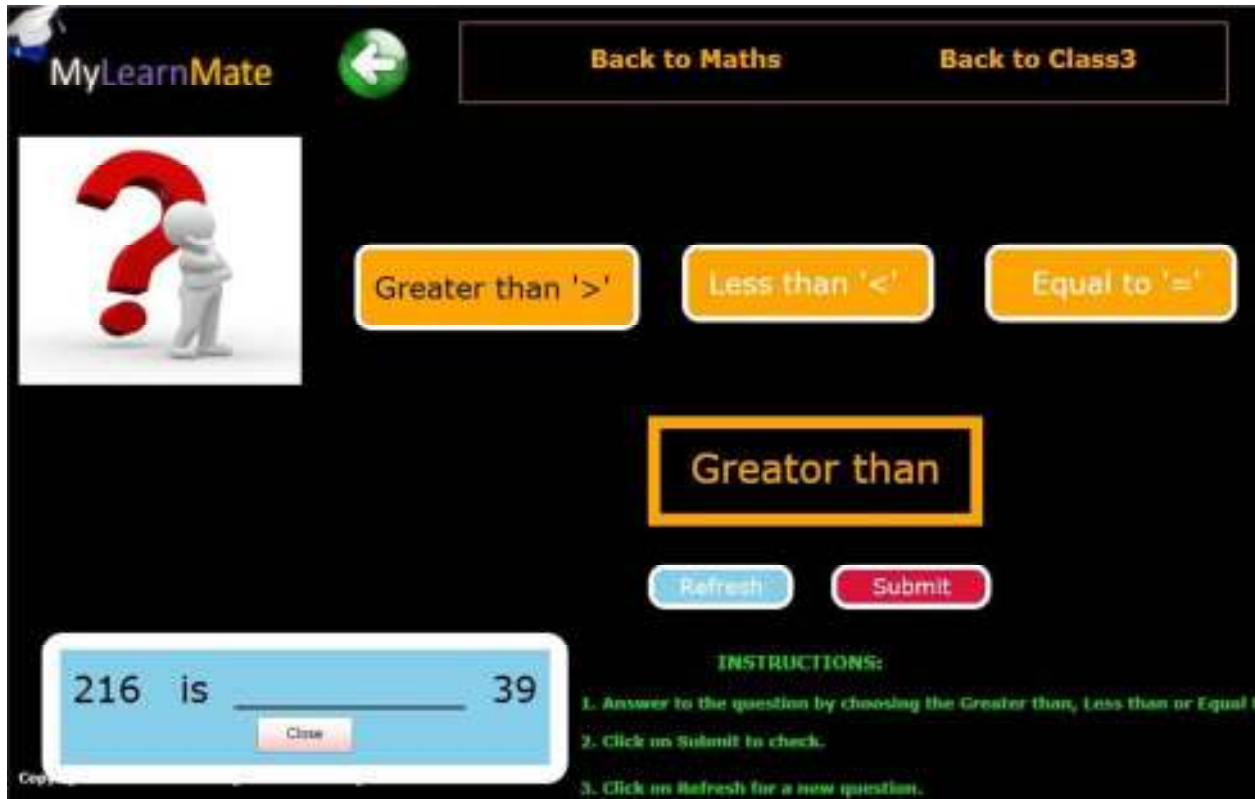 MyLearnMate
Back to Maths Back to Class3
Greater than '>' Less than '<' Equal to '='
Greator than
Refresh Submit
216 is ________ 39
Close
INSTRUCTIONS:
1. Answer to the question by choosing the Greater than, Less than or Equal
2. Click on Submit to check.
3. Click on Refresh for a new question.